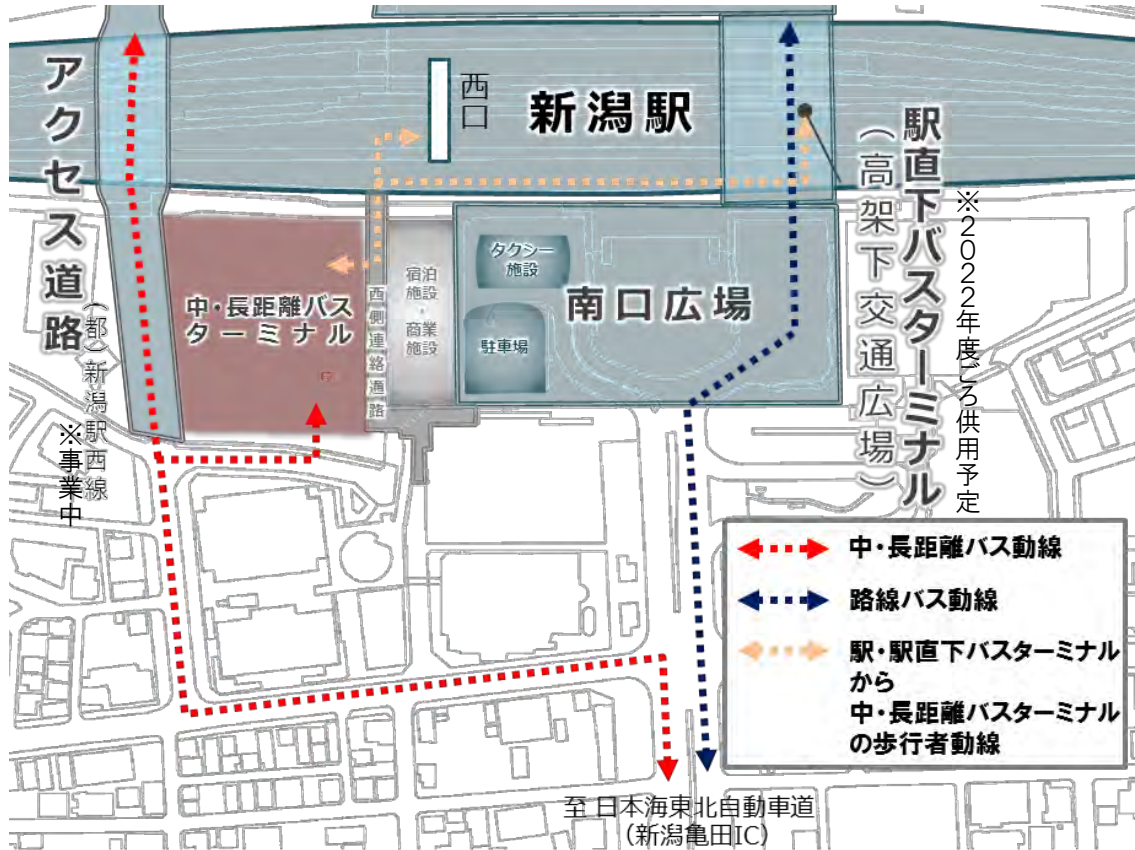 アクセス道路
(都)新潟駅西線
※事業中
西口
新潟駅
駅直下バスターミナル
(高架下交通広場)
※2022年度ごろ供用予定
中・長距離バス
ターミナル
西側連絡通路
宿泊
施設
・
商業
施設
タクシー
施設
駐車場
南口広場
中・長距離バス動線
路線バス動線
駅・駅直下バスターミナル
から
中・長距離バスターミナル
の歩行者動線
至 日本海東北自動車道
(新潟亀田IC)